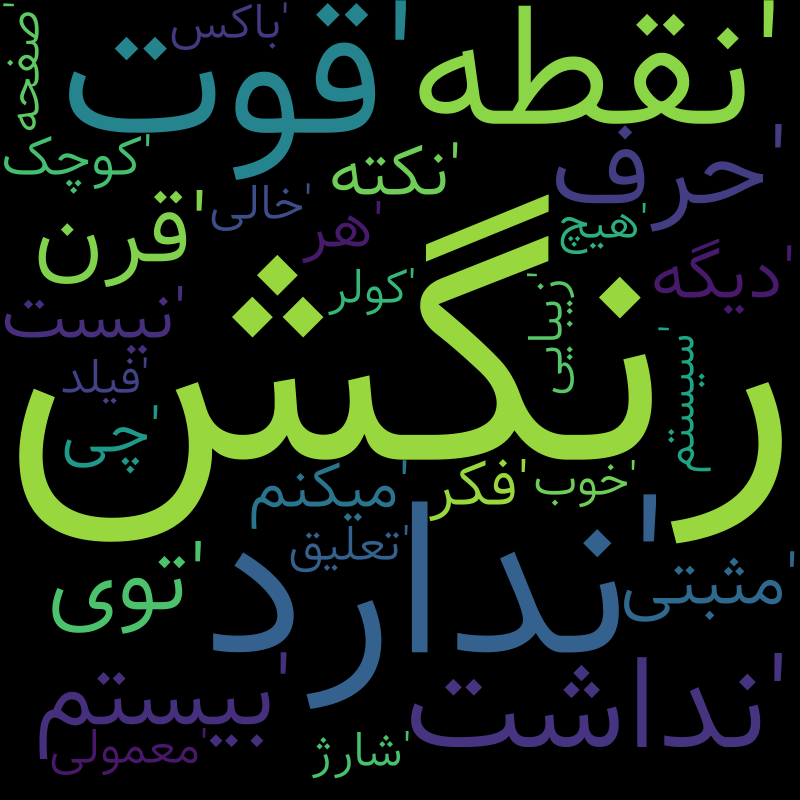 'باکس
'صفحه
'قوت
'نقطه
'کوچک
'نکته
'حرف
'خالی
'هر
'هیچ
'قرن
'دیگه
'کولر
'زیبایی
'نیست
رنگش
'سیستم
'فیلد
'چی
'میکنم
'فکر
'خوب
'ندارد
'تعلیق
'توی
'مثبتی
'بیستم
'نداشت
'معمولی
'شارژ